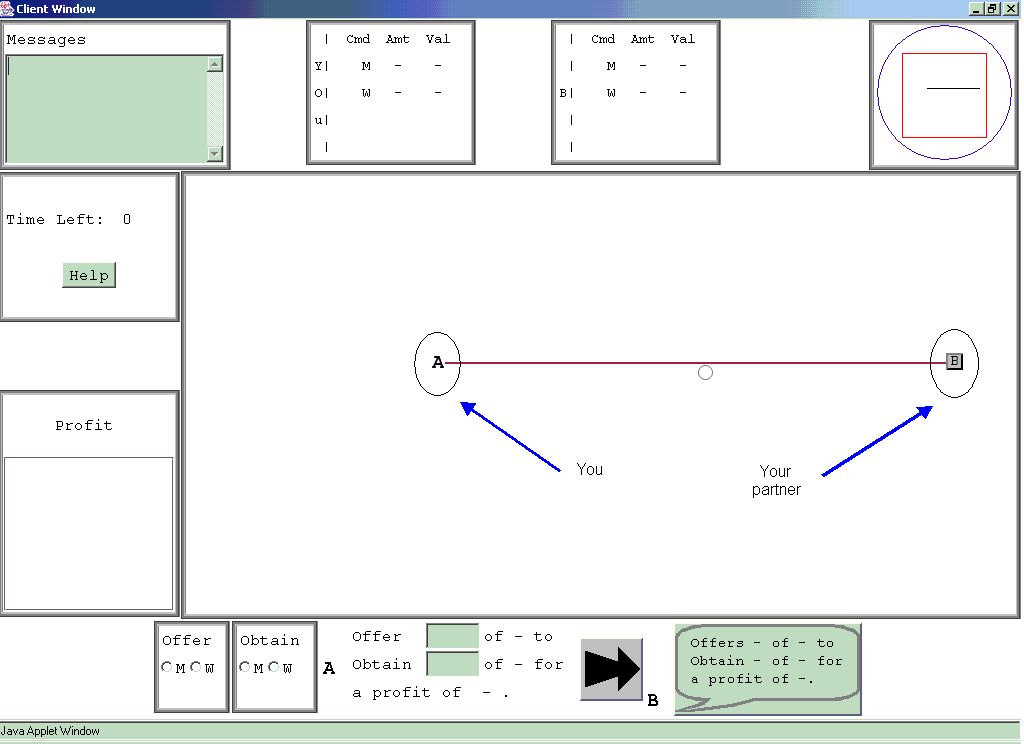 Client Window
Messages
| Cmd Amt Val
Y| M - -
O| W - -
u|
|
| Cmd Amt Val
| M - -
B| W - -
|
|
Time Left: 0
Help
A
B
You
Your
partner
Profit
Offer
M W
Obtain
M W
A
Offer of - to
Obtain of - for
a profit of - .
B
Offers - of - to
Obtain - of - for
a profit of -.
Java Applet Window